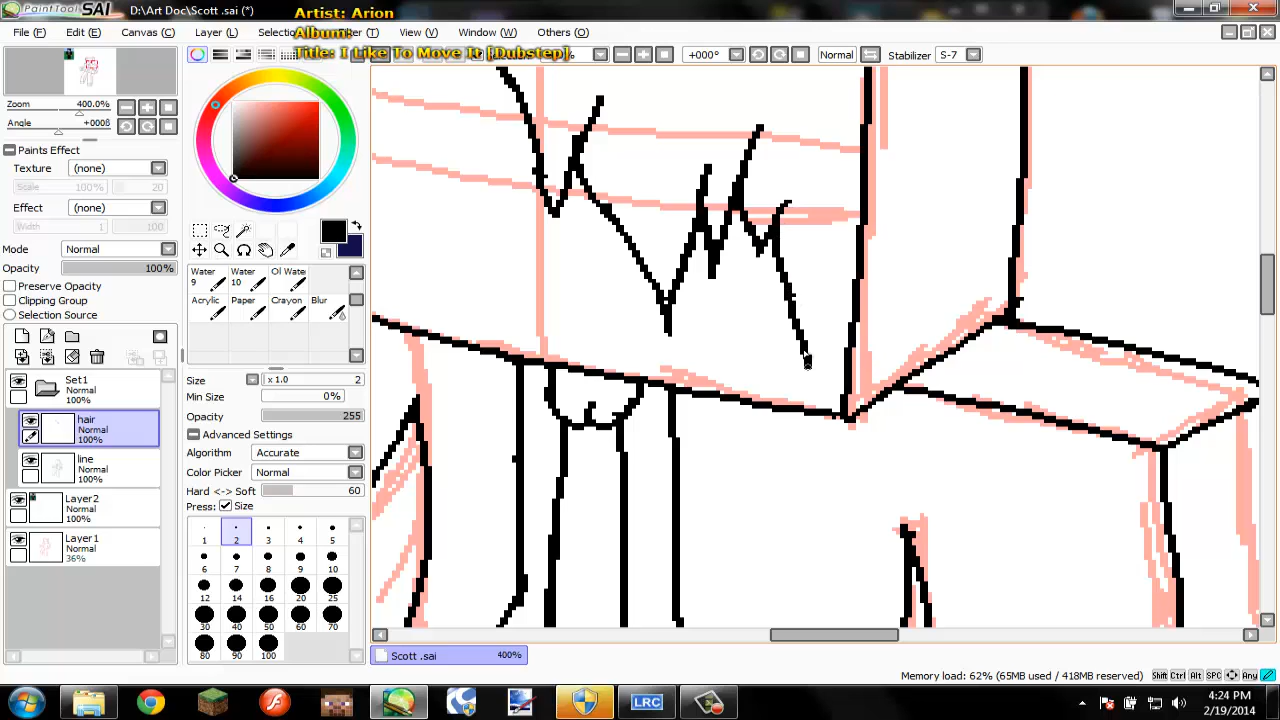 PaintTool SAI D:\Art Doc\Scott .sai (*)
Artist: Arion
Album:
Title: I Like To Move It [Dubstep]
File (F) Edit (E) Canvas (C) Layer (L) (T) View (V) Window (W) Others (O)
+000° Normal Stabilizer S-7
Zoom 400.0%
Angle +000ß
Paints Effect
Texture (none)
Scale 100% 20
Effect (none)
Width 1 100
Mode Normal
Opacity 100%
Preserve Opacity
Clipping Group
Selection Source
Set1
Normal
100%
hair
Normal
100%
line
Normal
100%
Layer2
Normal
100%
Layer1
Normal
36%
Water 9 Water 10 Ol Water
Acrylic Paper Crayon Blur
Size x 1.0 2
Min Size 0%
Opacity 255
Advanced Settings
Algorithm Accurate
Color Picker Normal
Hard <-> Soft 60
Press: Size
1 2 3 4 5
6 7 8 9 10
12 14 16 20 25
30 40 50 60 70
80 90 100
Scott .sai 400%
Memory load: 62% (65MB used / 418MB reserved) Shift Ctrl Alt SPC Any
LRC
4:24 PM
2/19/2014